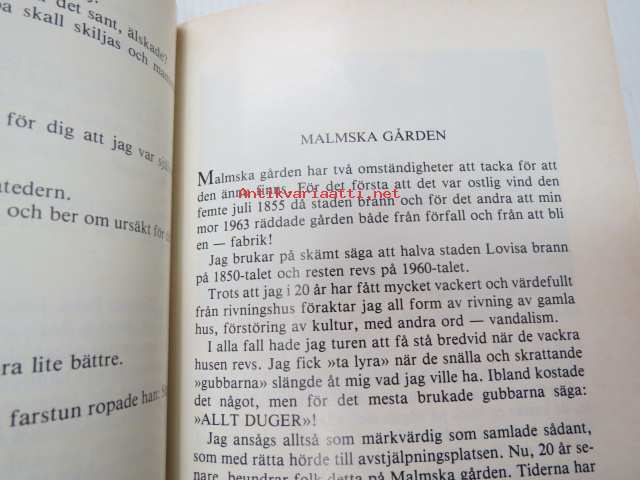 det sant, älskade?
skall skiljas och
för dig att jag var
tedern.
och ber om ursäkt för
ra lite bättre.
farstun ropade han:
MALMSKA GÅRDEN
Malmska gården har två omständigheter att tacka för att
den ännu finns. För det första att det var ostlig vind den
femte juli 1855 då staden brann och för det andra att min
mor 1963 räddade gården både från förfall och från att bli
en — fabrik!
Jag brukar på skämt säga att halva staden Lovisa brann
på 1850-talet och resten revs på 1960-talet.
Trots att jag i 20 år har fått mycket vackert och värdefullt
från rivningshus föraktar jag all form av rivning av gamla
hus, förstöring av kultur, med andra ord — vandalism.
I alla fall hade jag turen att få stå bredvid när de vackra
husen revs. Jag fick »ta lyra» när de snälla och skrattande
»gubbarna» slängde åt mig vad jag ville ha. Ibland kostade
det något, men för det mesta brukade gubbarna säga:
»ALLT DUGER»!
Jag ansågs alltså som märkvärdig som samlade sådant,
som med rätta hörde till avstjälpningsplatsen. Nu, 20 år se-
nare, beundrar folk detta på Malmska gården. Tiderna har
Antikvariaatti.net